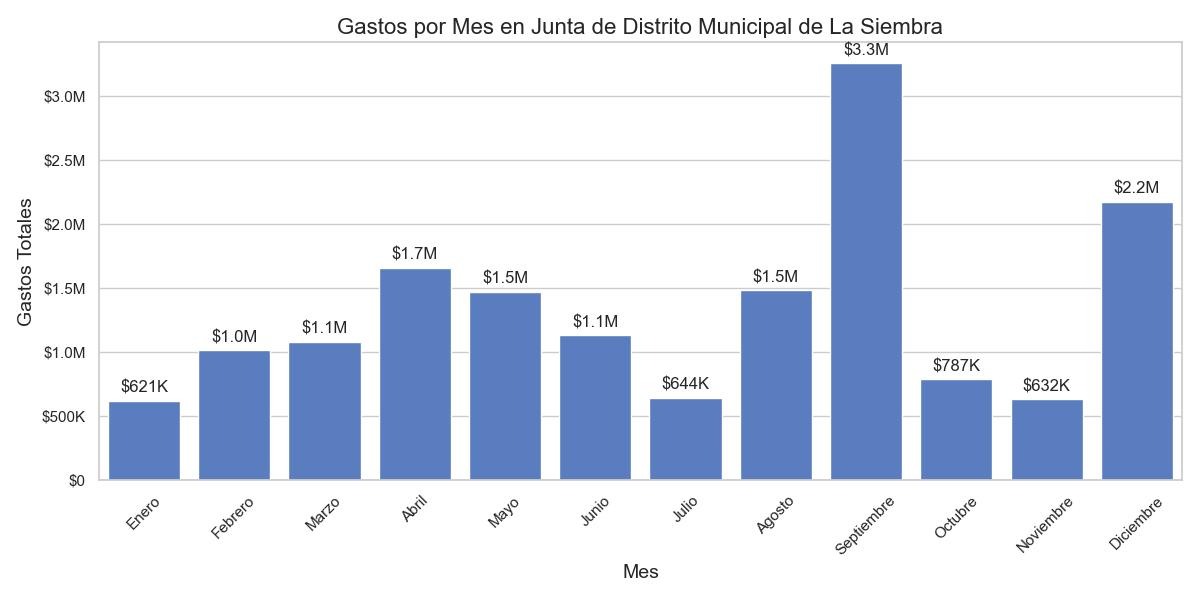 Gastos por Mes en Junta de Distrito Municipal de La Siembra
Gastos Totales
$3.0M
$2.5M
$2.0M
$1.5M
$1.0M
$500K
$0
$621K
$1.0M
$1.1M
$1.7M
$1.5M
$1.1M
$644K
$1.5M
$3.3M
$787K
$632K
$2.2M
Enero
Febrero
Marzo
Abril
Mayo
Junio
Julio
Agosto
Septiembre
Octubre
Noviembre
Diciembre
Mes